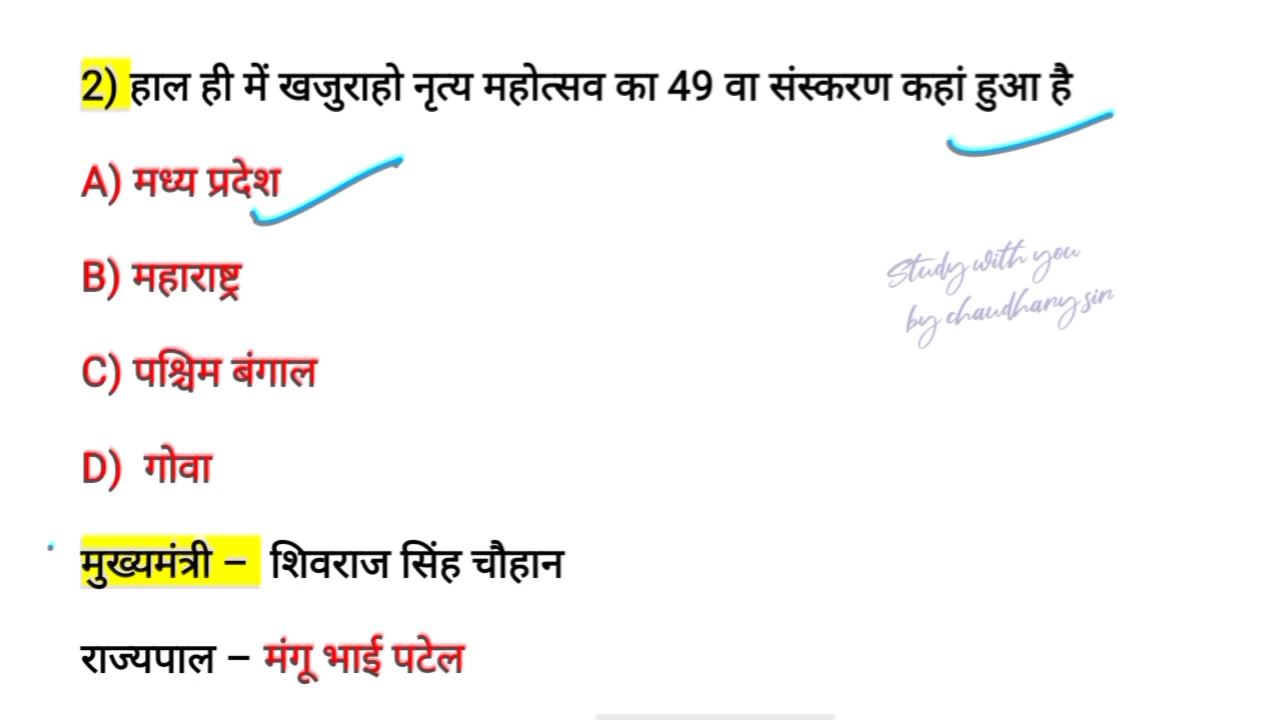 2) हाल ही में खजुराहो नृत्य महोत्सव का 49 वा संस्करण कहां हुआ है
A) मध्य प्रदेश
B) महाराष्ट्र
Study with you
by chaudhary sir
C) पश्चिम बंगाल
D) गोवा
मुख्यमंत्री – शिवराज सिंह चौहान
राज्यपाल – मंगू भाई पटेल